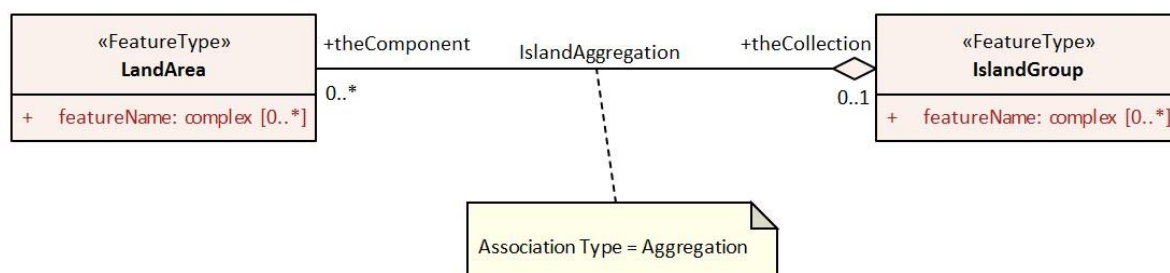 «FeatureType»
LandArea
+ featureName: complex [0..*]
+theComponent
0..*
IslandAggregation
+theCollection
0..1
«FeatureType»
IslandGroup
+ featureName: complex [0..*]
Association Type = Aggregation